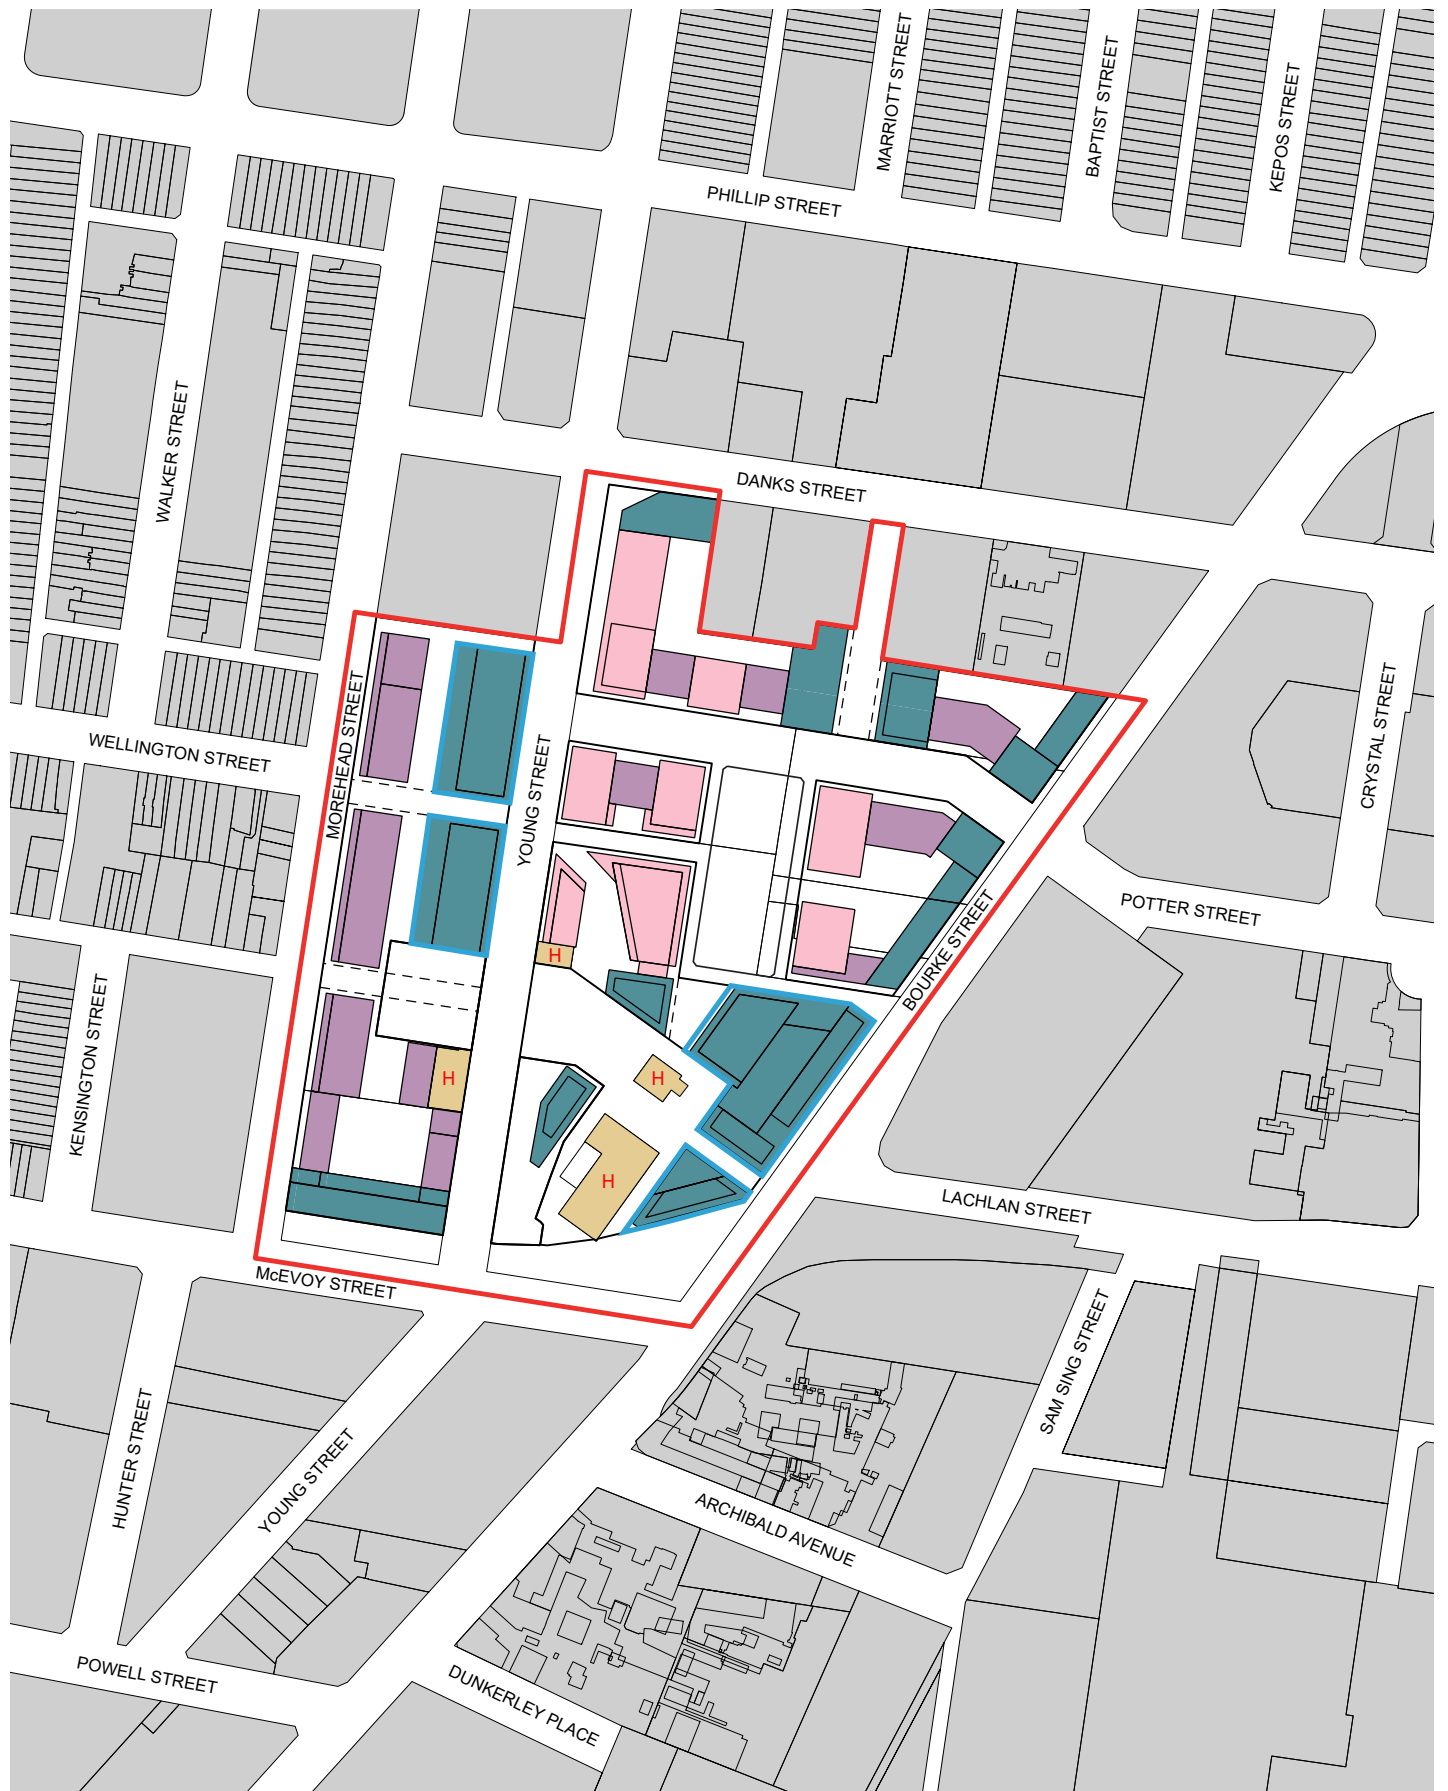 MARRIOTT STREET
BAPTIST STREET
KEPOS STREET
PHILLIP STREET
WALKER STREET
DANKS STREET
MOREHEAD STREET
WELLINGTON STREET
YOUNG STREET
CRYSTAL STREET
POTTER STREET
BOURKE STREET
H
KENSINGTON STREET
H
H
H
LACHLAN STREET
McEVOY STREET
SAM SING STREET
HUNTER STREET
YOUNG STREET
ARCHIBALD AVENUE
POWELL STREET
DUNKERLEY PLACE